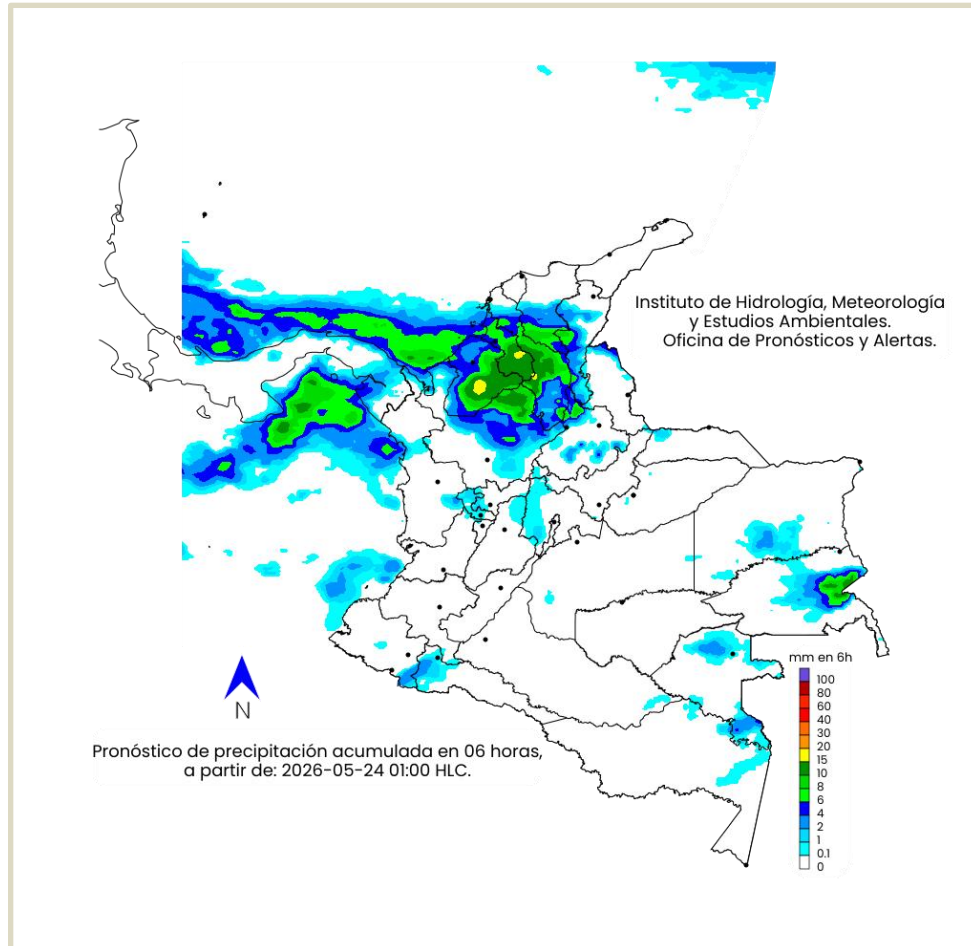 Instituto de Hidrología, Meteorología
y Estudios Ambientales.
Oficina de Pronósticos y Alertas.
N
Pronóstico de precipitación acumulada en 06 horas,
a partir de: 2026-05-24 01:00 HLC.
mm en 6h
100
80
60
40
30
20
15
10
8
6
4
2
1
0.1
0